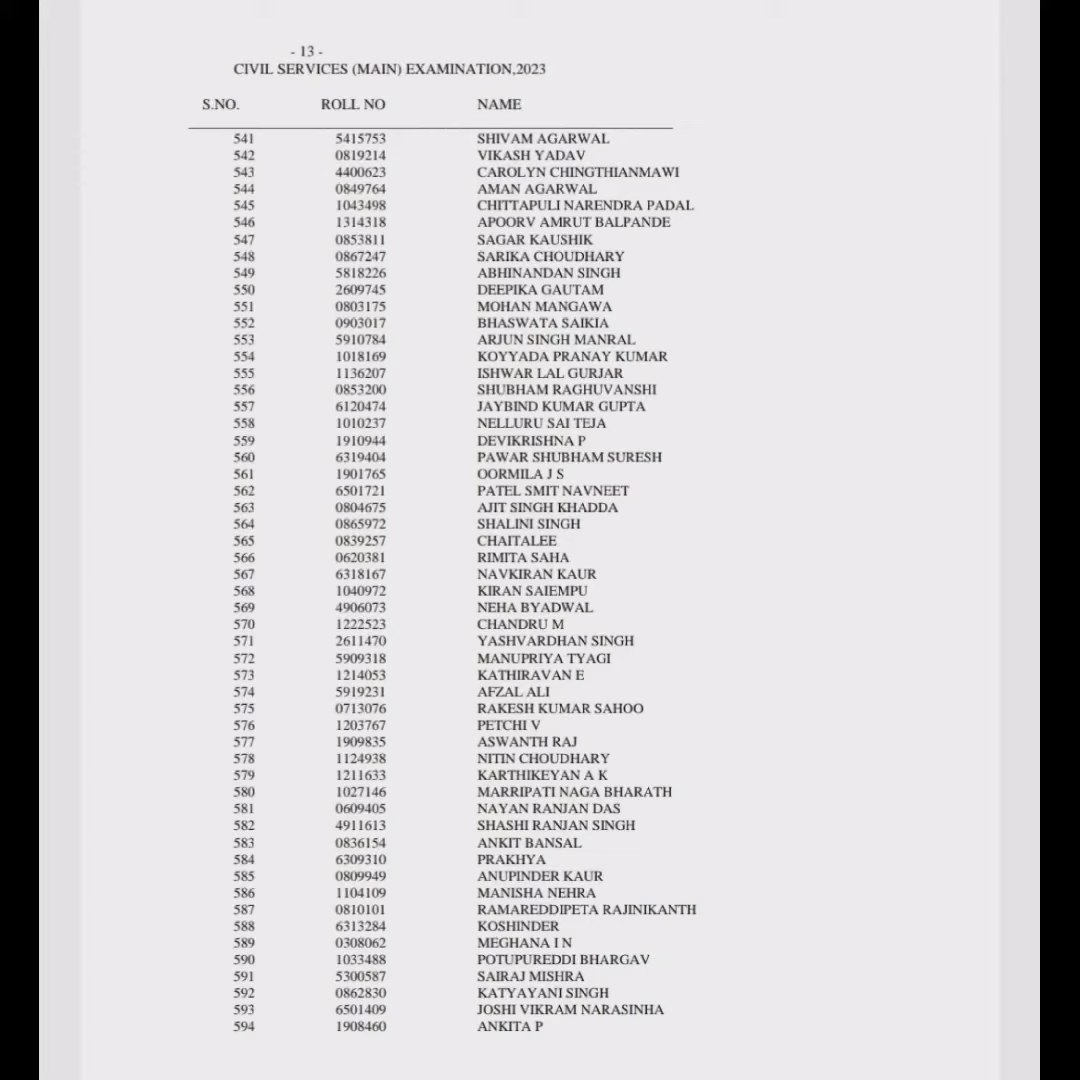 - 13 -
CIVIL SERVICES (MAIN) EXAMINATION,2023
S.NO. ROLL NO NAME
541 5415753 SHIVAM AGARWAL
542 0819214 VIKASH YADAV
543 4400623 CAROLYN CHINGTHIANMAWI
544 0849764 AMAN AGARWAL
545 1043498 CHITTAPULI NARENDRA PADAL
546 1314318 APOORV AMRUT BALPANDE
547 0853811 SAGAR KAUSHIK
548 0867247 SARIKA CHOUDHARY
549 5818226 ABHINANDAN SINGH
550 2609745 DEEPIKA GAUTAM
551 0803175 MOHAN MANGAWA
552 0903017 BHASWATA SAIKIA
553 5910784 ARJUN SINGH MANRAL
554 1018169 KOYYADA PRANAY KUMAR
555 1136207 ISHWAR LAL GURJAR
556 0853200 SHUBHAM RAGHUVANSHI
557 6120474 JAYBIND KUMAR GUPTA
558 1010237 NELLURU SAI TEJA
559 1910944 DEVIKRISHNA P
560 6319404 PAWAR SHUBHAM SURESH
561 1901765 OORMILA J S
562 6501721 PATEL SMIT NAVNEET
563 0804675 AJIT SINGH KHADDA
564 0865972 SHALINI SINGH
565 0839257 CHAITALEE
566 0620381 RIMITA SAHA
567 6318167 NAVKIRAN KAUR
568 1040972 KIRAN SAIEMPU
569 4906073 NEHA BYADWAL
570 1222523 CHANDRU M
571 2611470 YASHVARDHAN SINGH
572 5909318 MANUPRIYA TYAGI
573 1214053 KATHIRAVAN E
574 5919231 AFZAL ALI
575 0713076 RAKESH KUMAR SAHOO
576 1203767 PETCHI V
577 1909835 ASWANTH RAJ
578 1124938 NITIN CHOUDHARY
579 1211633 KARTHIKEYAN A K
580 1027146 MARRIPATI NAGA BHARATH
581 0609405 NAYAN RANJAN DAS
582 4911613 SHASHI RANJAN SINGH
583 0836154 ANKIT BANSAL
584 6309310 PRAKHYA
585 0809949 ANUPINDER KAUR
586 1104109 MANISHA NEHRA
587 0810101 RAMAREDDIPETA RAJINIKANTH
588 6313284 KOSHINDER
589 0308062 MEGHANA I N
590 1033488 POTUPUREDDI BHARGAV
591 5300587 SAIRAJ MISHRA
592 0862830 KATYAYANI SINGH
593 6501409 JOSHI VIKRAM NARASINHA
594 1908460 ANKITA P